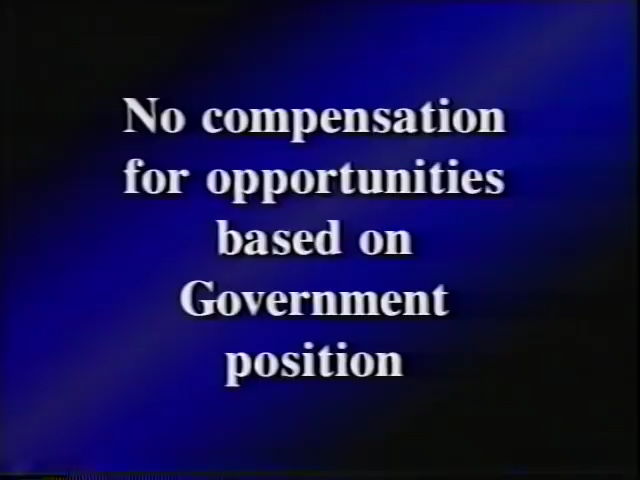 No compensation
for opportunities
based on
Government
position